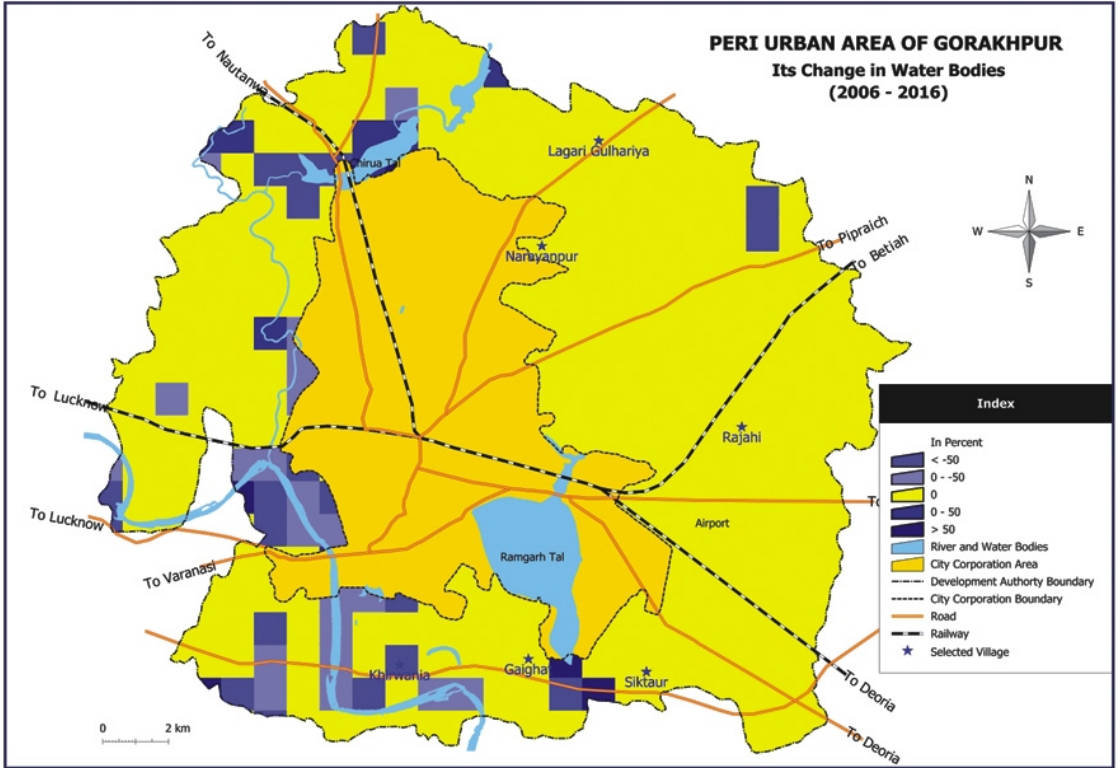 PERI URBAN AREA OF GORAKHPUR
Its Change in Water Bodies
(2006 - 2016)
To Nautanwa
Chirua Tal
Lagari Gulhariya
N
W
E
S
Narayanpur
To Pipraich
To Betiah
To Lucknow
Rajahi
To Lucknow
To
Airport
Ramgarh Tal
To Varanasi
Khirwania
Gaighat
Siktaur
To Deoria
To Deoria
0 2 km
Index
In Percent
< -50
0 - -50
0
0 - 50
> 50
River and Water Bodies
City Corporation Area
Development Authorty Boundary
City Corporation Boundary
Road
Railway
Selected Village